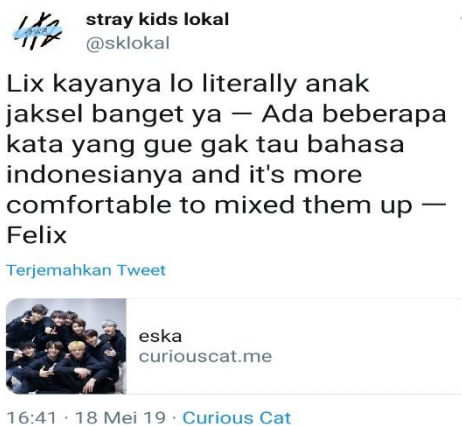 stray kids lokal
@sklokal
Lix kayanya lo literally anak
jaksel banget ya — Ada beberapa
kata yang gue gak tau bahasa
indonesianya and it's more
comfortable to mixed them up —
Felix
Terjemahkan Tweet
eska
curiouscat.me
16:41 · 18 Mei 19 · Curious Cat